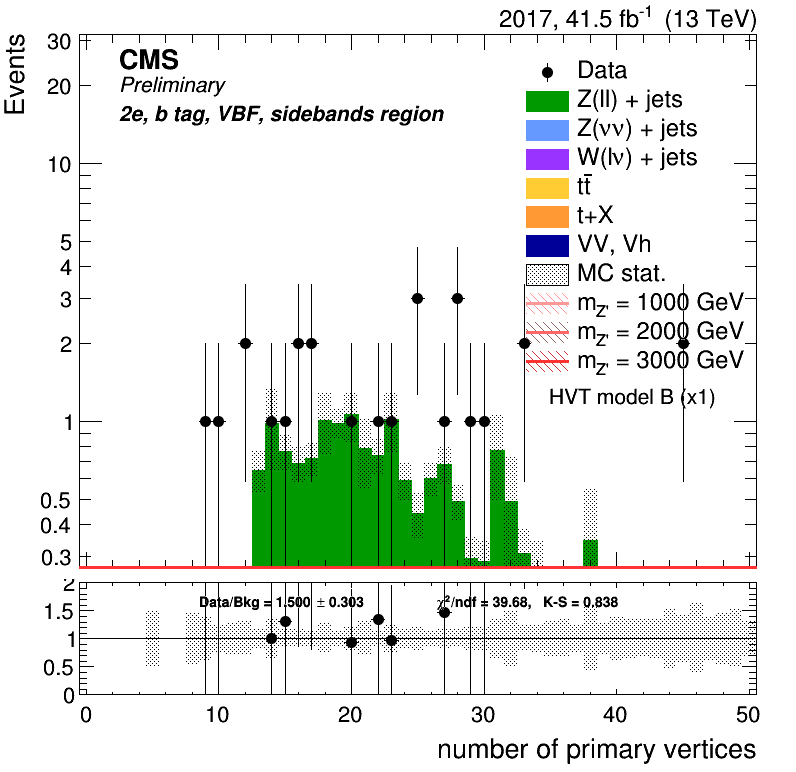 2017, 41.5 fb⁻¹ (13 TeV)
Events
30
20
10
5
4
3
2
1
0.5
0.4
0.3
CMS
Preliminary
2e, b tag, VBF, sidebands region
Data
Z(ll) + jets
Z(νν) + jets
W(lν) + jets
tt̄
t+X
VV, Vh
MC stat.
m_Z' = 1000 GeV
m_Z' = 2000 GeV
m_Z' = 3000 GeV
HVT model B (x1)
2
1.5
1
0.5
0
Data/Bkg = 1.500 ± 0.303
χ²/ndf = 39.68, K-S = 0.838
0 10 20 30 40 50
number of primary vertices